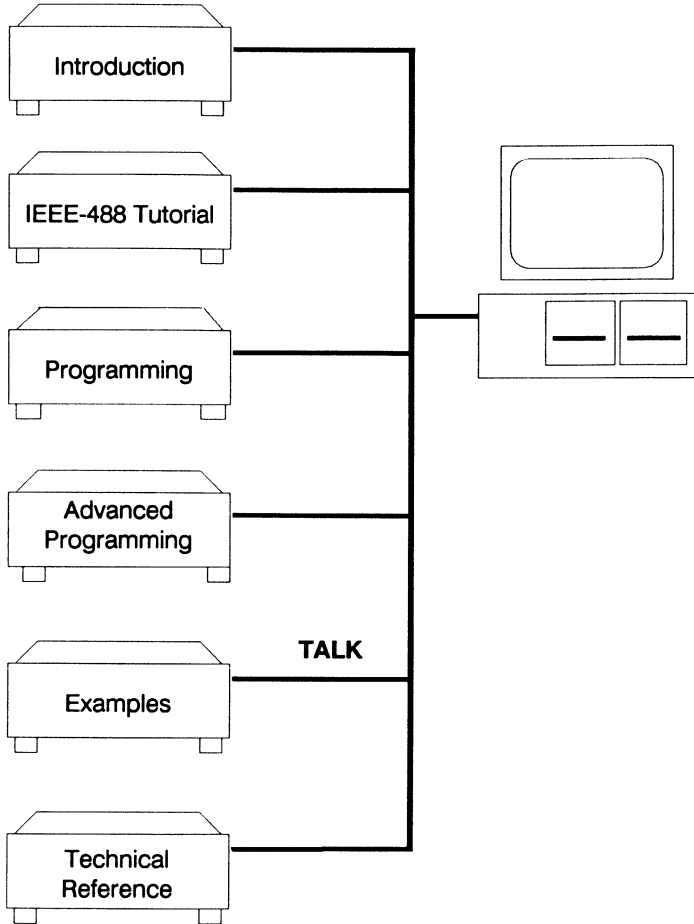 Introduction
IEEE-488 Tutorial
Programming
Advanced
Programming
TALK
Examples
Technical
Reference